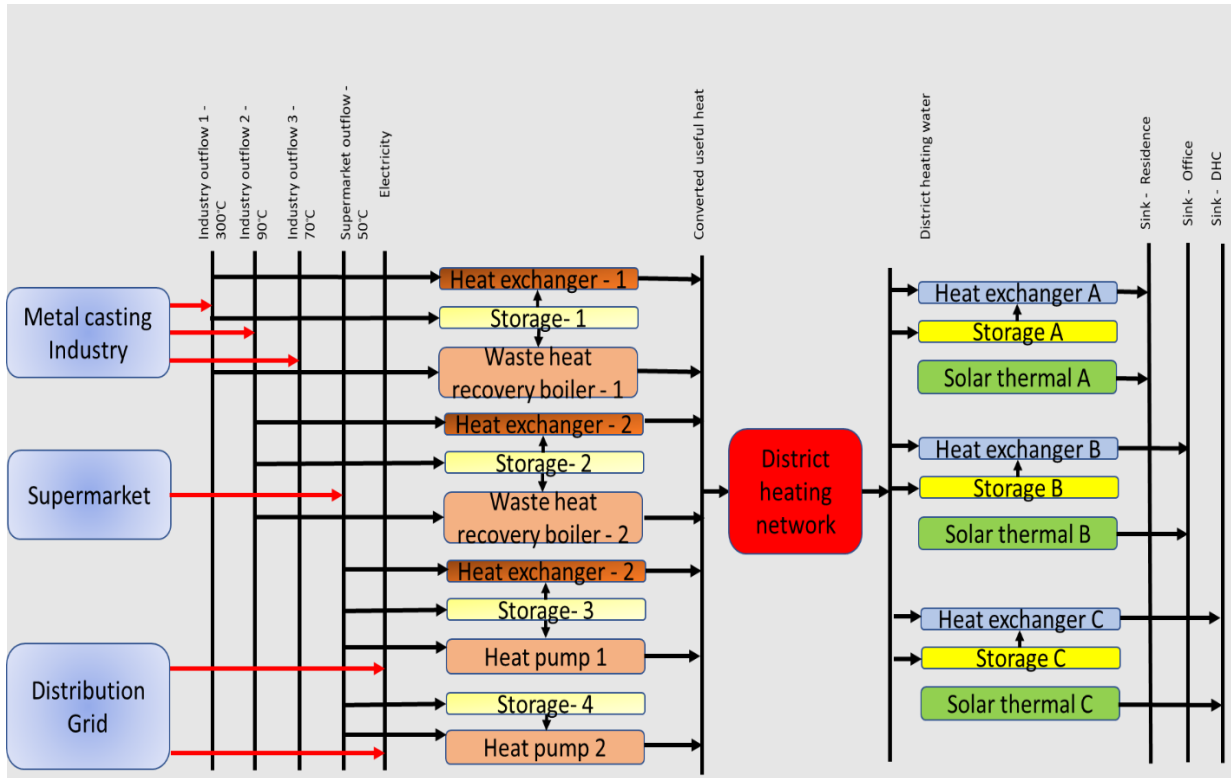 Industry outflow 1 -
300°C
Industry outflow 2 -
90°C
Industry outflow 3 -
70°C
Supermarket outflow -
50°C
Electricity
Converted useful heat
District heating water
Sink - Residence
Sink - Office
Sink - DHC
Metal casting
Industry
Supermarket
Distribution
Grid
Heat exchanger - 1
Storage- 1
Waste heat
recovery boiler - 1
Heat exchanger - 2
Storage- 2
Waste heat
recovery boiler - 2
Heat exchanger - 2
Storage- 3
Heat pump 1
Storage- 4
Heat pump 2
District
heating
network
Heat exchanger A
Storage A
Solar thermal A
Heat exchanger B
Storage B
Solar thermal B
Heat exchanger C
Storage C
Solar thermal C